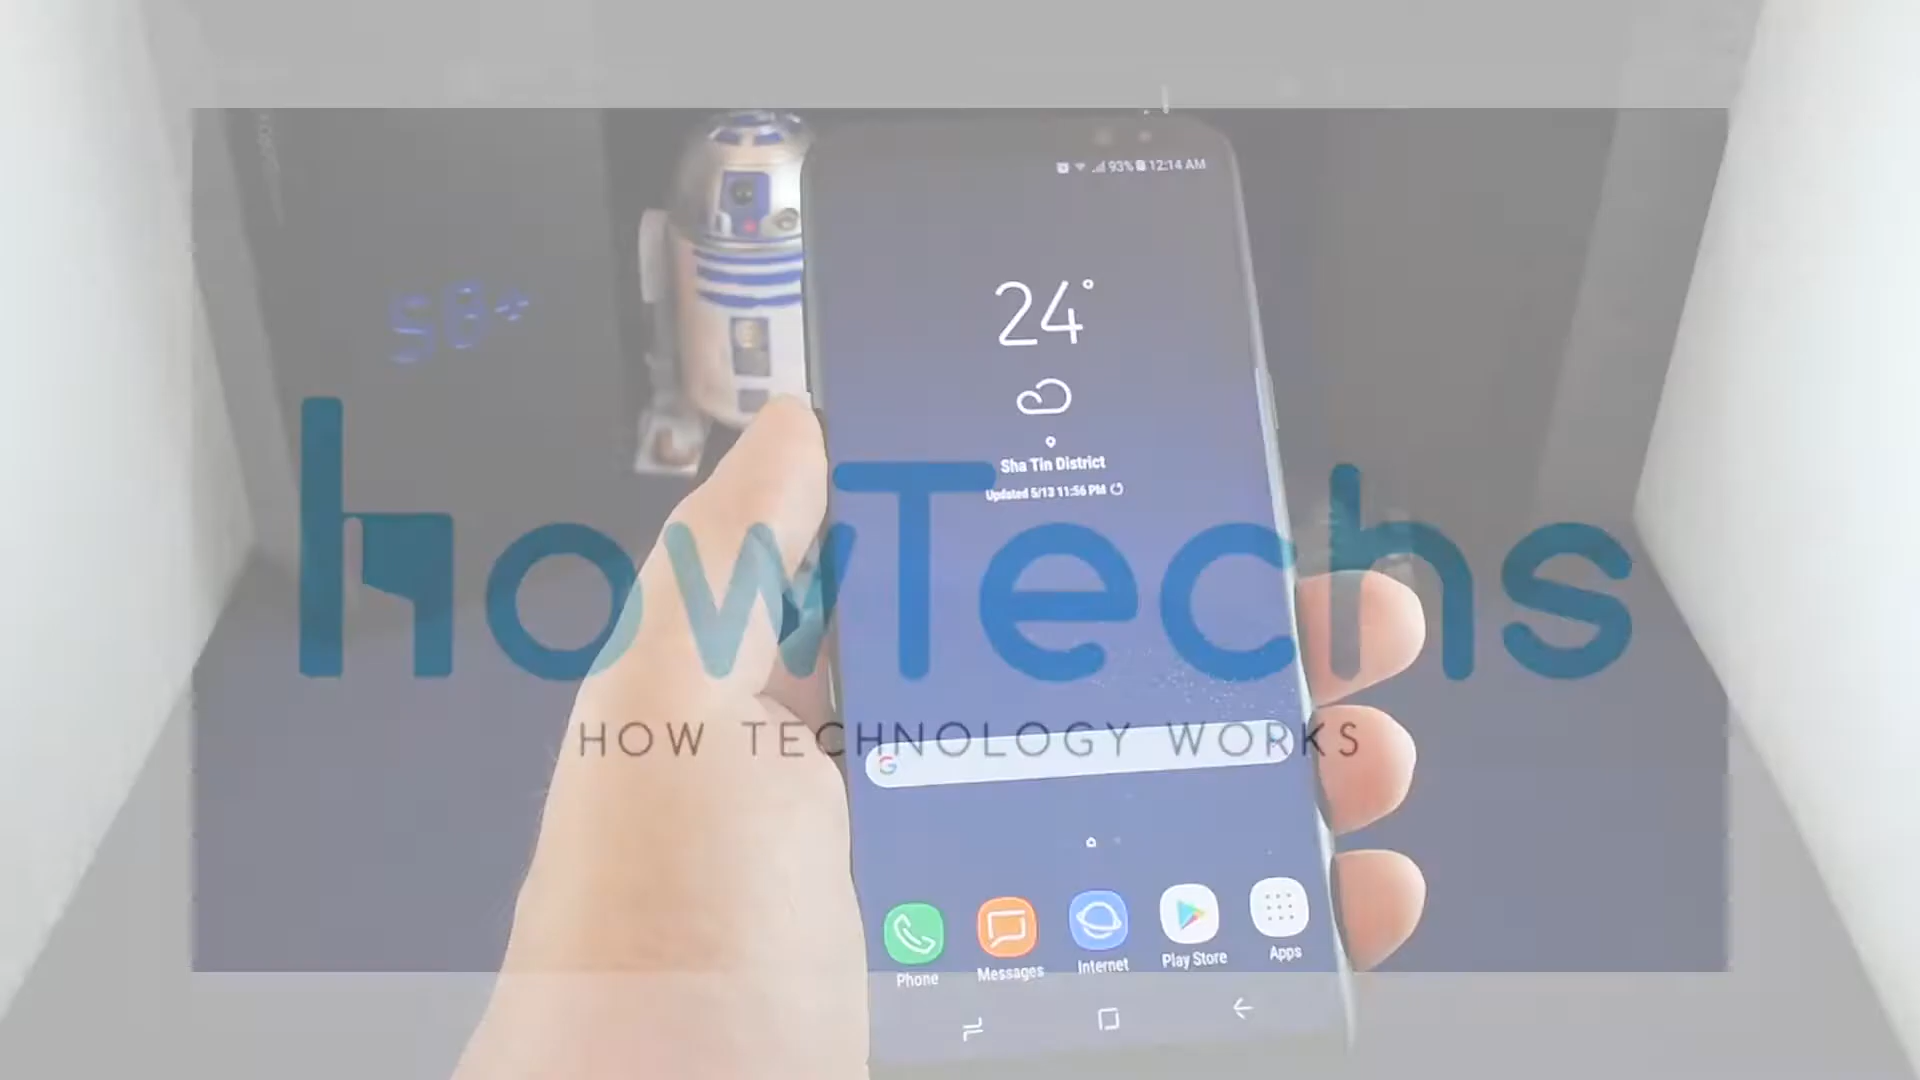 93% 12:14 AM
S8+
24°
Sha Tin District
Updated 5/13 11:56 PM
howTechs
HOW TECHNOLOGY WORKS
G
Phone Messages Internet Play Store Apps